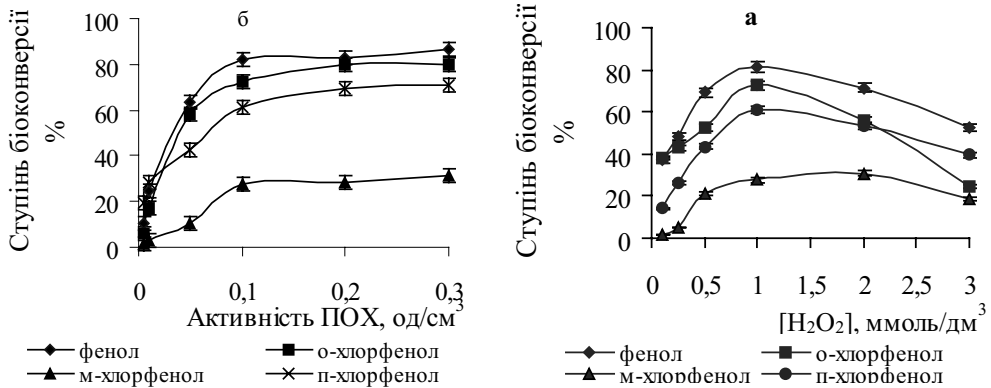 б
Ступінь біоконверсії
%
100
80
60
40
20
0
0
0,1
0,2
0,3
Активність ПОХ, од/см³
фенол
о-хлорфенол
м-хлорфенол
п-хлорфенол
а
Ступінь біоконверсії
%
100
80
60
40
20
0
0
0,5
1
1,5
2
2,5
3
[H₂O₂], ммоль/дм³
фенол
о-хлорфенол
м-хлорфенол
п-хлорфенол